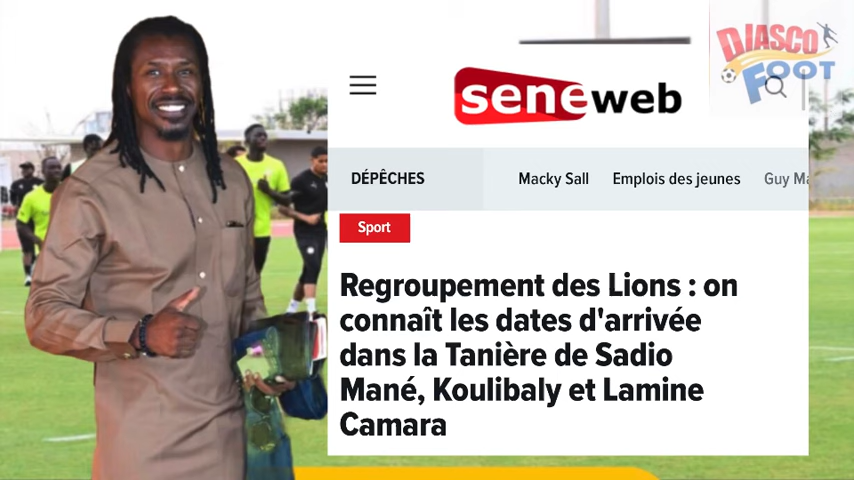 DIASCO
FOOT
seneweb
DÉPÊCHES
Macky Sall
Emplois des jeunes
Guy
Sport
Regroupement des Lions : on
connaît les dates d'arrivée
dans la Tanière de Sadio
Mané, Koulibaly et Lamine
Camara